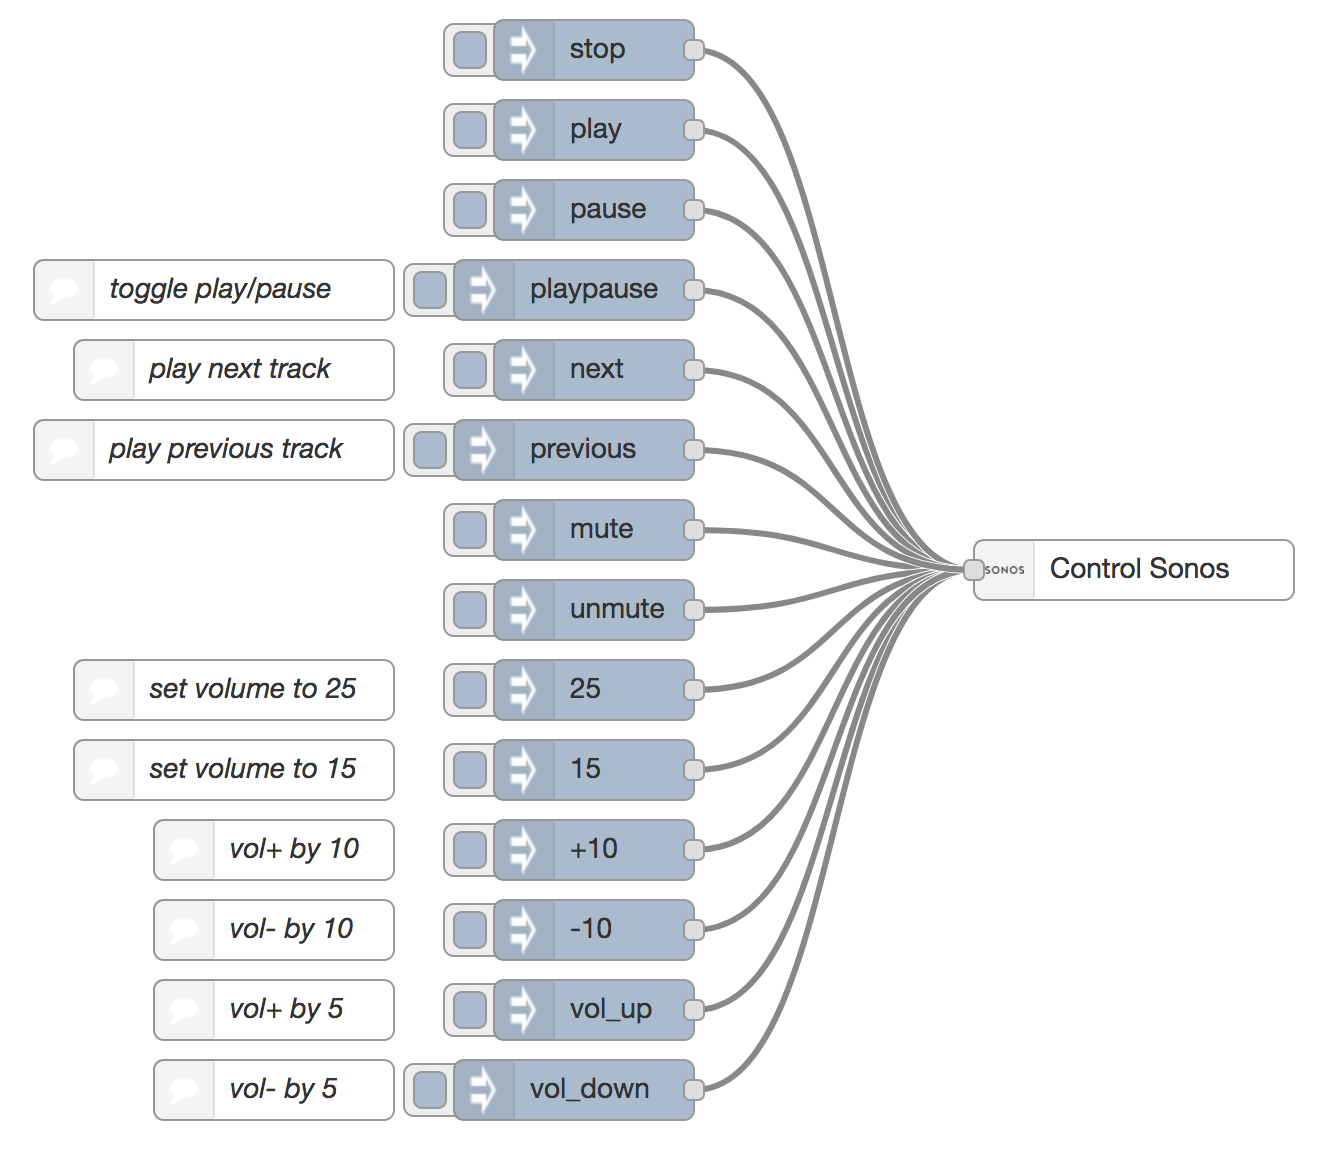 stop
play
pause
toggle play/pause
playpause
play next track
next
play previous track
previous
mute
SONOS
Control Sonos
unmute
set volume to 25
25
set volume to 15
15
vol+ by 10
+10
vol- by 10
-10
vol+ by 5
vol_up
vol- by 5
vol_down